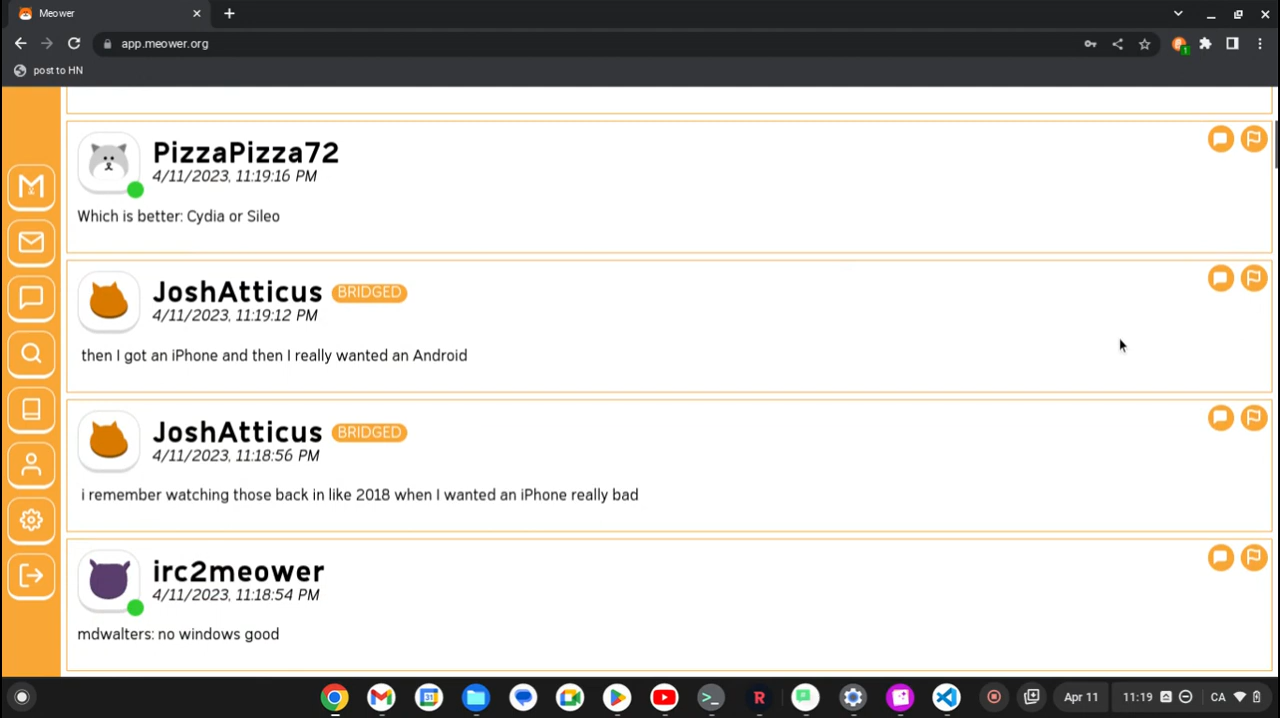 Meower
app.meower.org
post to HN
PizzaPizza72
4/11/2023, 11:19:16 PM
Which is better: Cydia or Sileo
JoshAtticus BRIDGED
4/11/2023, 11:19:12 PM
then I got an iPhone and then I really wanted an Android
JoshAtticus BRIDGED
4/11/2023, 11:18:56 PM
i remember watching those back in like 2018 when I wanted an iPhone really bad
irc2meower
4/11/2023, 11:18:54 PM
mdwalters: no windows good
Apr 11 11:19 CA